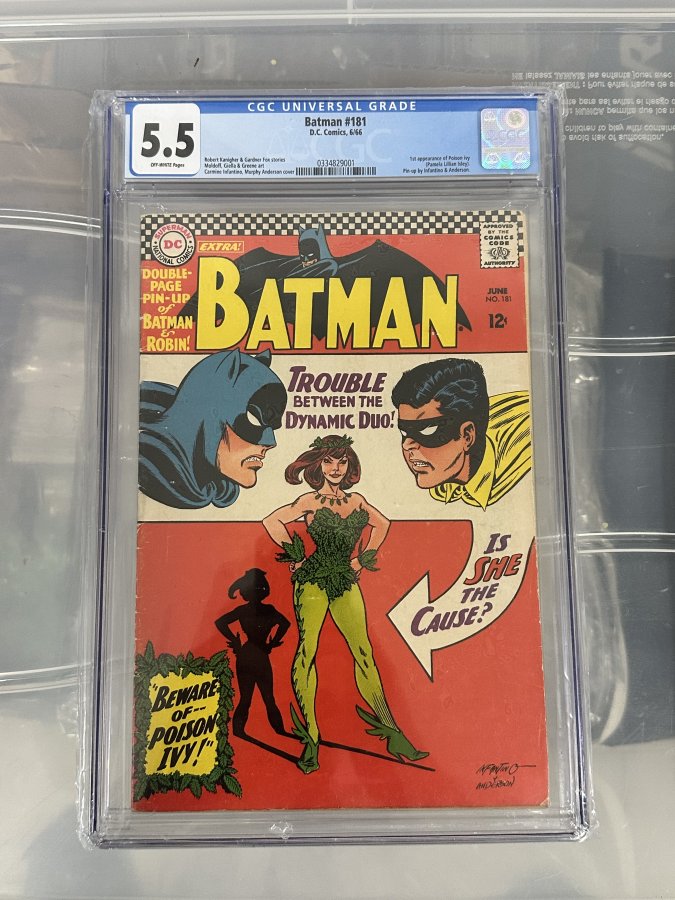 CGC UNIVERSAL GRADE
Batman #181
D.C. Comics, 6/66
5.5
OFF-WHITE Pages
Robert Kanigher & Gardner Fox stories
Moldoff, Giella & Greene art
Carmine Infantino, Murphy Anderson cover
0334829001
1st appearance of Poison Ivy
(Pamela Lillian Isley).
Pin-up by Infantino & Anderson.
SUPERMAN
DC
NATIONAL COMICS
EXTRA!
APPROVED
BY THE
COMICS
CODE
AUTHORITY
DOUBLE-
PAGE
PIN-UP
of
BATMAN
&
ROBIN!
BATMAN
JUNE
NO. 181
12¢
TROUBLE
BETWEEN THE
DYNAMIC DUO!
IS
SHE
THE
CAUSE?
"BEWARE
OF--
POISON
IVY!"
INFANTINO
&
ANDERSON